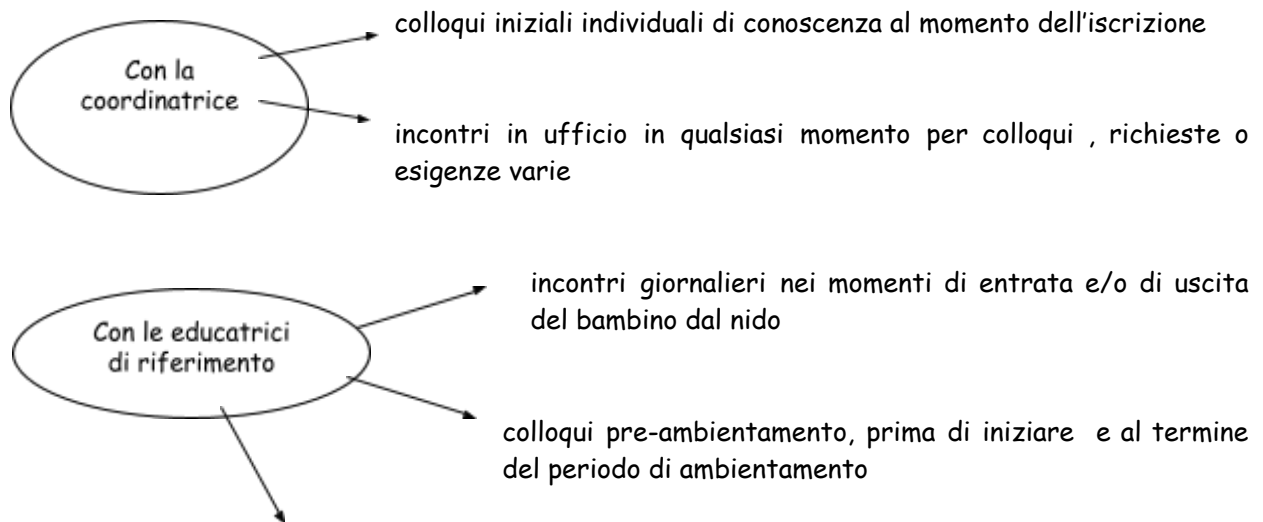 colloqui iniziali individuali di conoscenza al momento dell'iscrizione
Con la
coordinatrice
incontri in ufficio in qualsiasi momento per colloqui , richieste o
esigenze varie
incontri giornalieri nei momenti di entrata e/o di uscita
del bambino dal nido
Con le educatrici
di riferimento
colloqui pre-ambientamento, prima di iniziare e al termine
del periodo di ambientamento